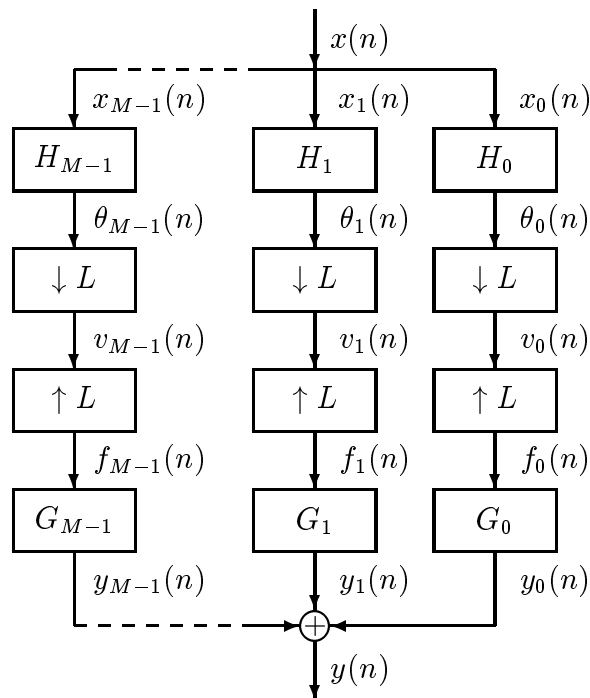 x(n)
x_{M−1}(n) x_1(n) x_0(n)
H_{M−1} H_1 H_0
θ_{M−1}(n) θ_1(n) θ_0(n)
↓ L ↓ L ↓ L
v_{M−1}(n) v_1(n) v_0(n)
↑ L ↑ L ↑ L
f_{M−1}(n) f_1(n) f_0(n)
G_{M−1} G_1 G_0
y_{M−1}(n) y_1(n) y_0(n)
+
y(n)